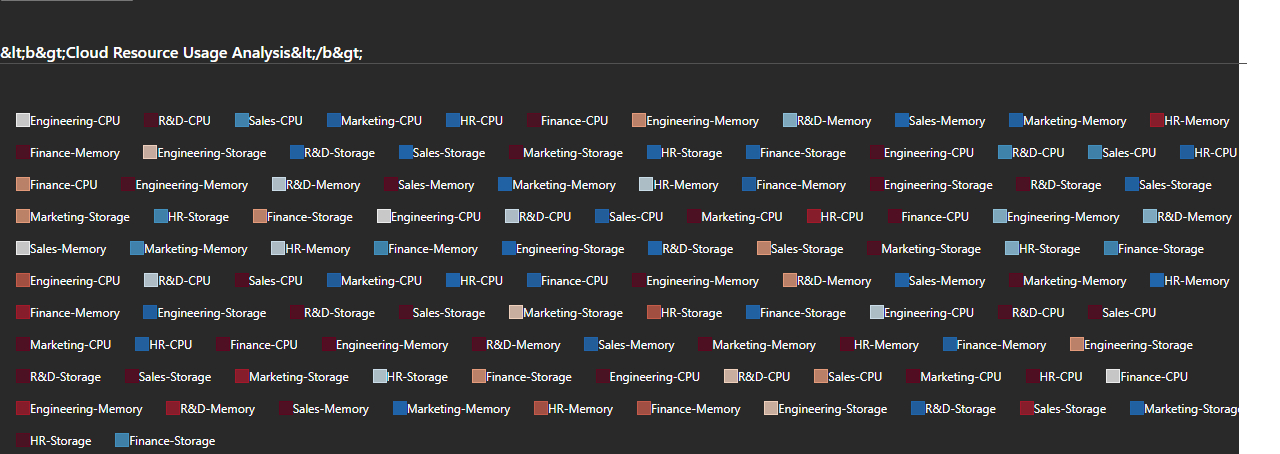 &lt;b&gt;Cloud Resource Usage Analysis&lt;/b&gt;
Engineering-CPU R&D-CPU Sales-CPU Marketing-CPU HR-CPU Finance-CPU Engineering-Memory R&D-Memory Sales-Memory Marketing-Memory HR-Memory
Finance-Memory Engineering-Storage R&D-Storage Sales-Storage Marketing-Storage HR-Storage Finance-Storage Engineering-CPU R&D-CPU Sales-CPU HR-CPU
Finance-CPU Engineering-Memory R&D-Memory Sales-Memory Marketing-Memory HR-Memory Finance-Memory Engineering-Storage R&D-Storage Sales-Storage
Marketing-Storage HR-Storage Finance-Storage Engineering-CPU R&D-CPU Sales-CPU Marketing-CPU HR-CPU Finance-CPU Engineering-Memory R&D-Memory
Sales-Memory Marketing-Memory HR-Memory Finance-Memory Engineering-Storage R&D-Storage Sales-Storage Marketing-Storage HR-Storage Finance-Storage
Engineering-CPU R&D-CPU Sales-CPU Marketing-CPU HR-CPU Finance-CPU Engineering-Memory R&D-Memory Sales-Memory Marketing-Memory HR-Memory
Finance-Memory Engineering-Storage R&D-Storage Sales-Storage Marketing-Storage HR-Storage Finance-Storage Engineering-CPU R&D-CPU Sales-CPU
Marketing-CPU HR-CPU Finance-CPU Engineering-Memory R&D-Memory Sales-Memory Marketing-Memory HR-Memory Finance-Memory Engineering-Storage
R&D-Storage Sales-Storage Marketing-Storage HR-Storage Finance-Storage Engineering-CPU R&D-CPU Sales-CPU Marketing-CPU HR-CPU Finance-CPU
Engineering-Memory R&D-Memory Sales-Memory Marketing-Memory HR-Memory Finance-Memory Engineering-Storage R&D-Storage Sales-Storage Marketing-Storag
HR-Storage Finance-Storage